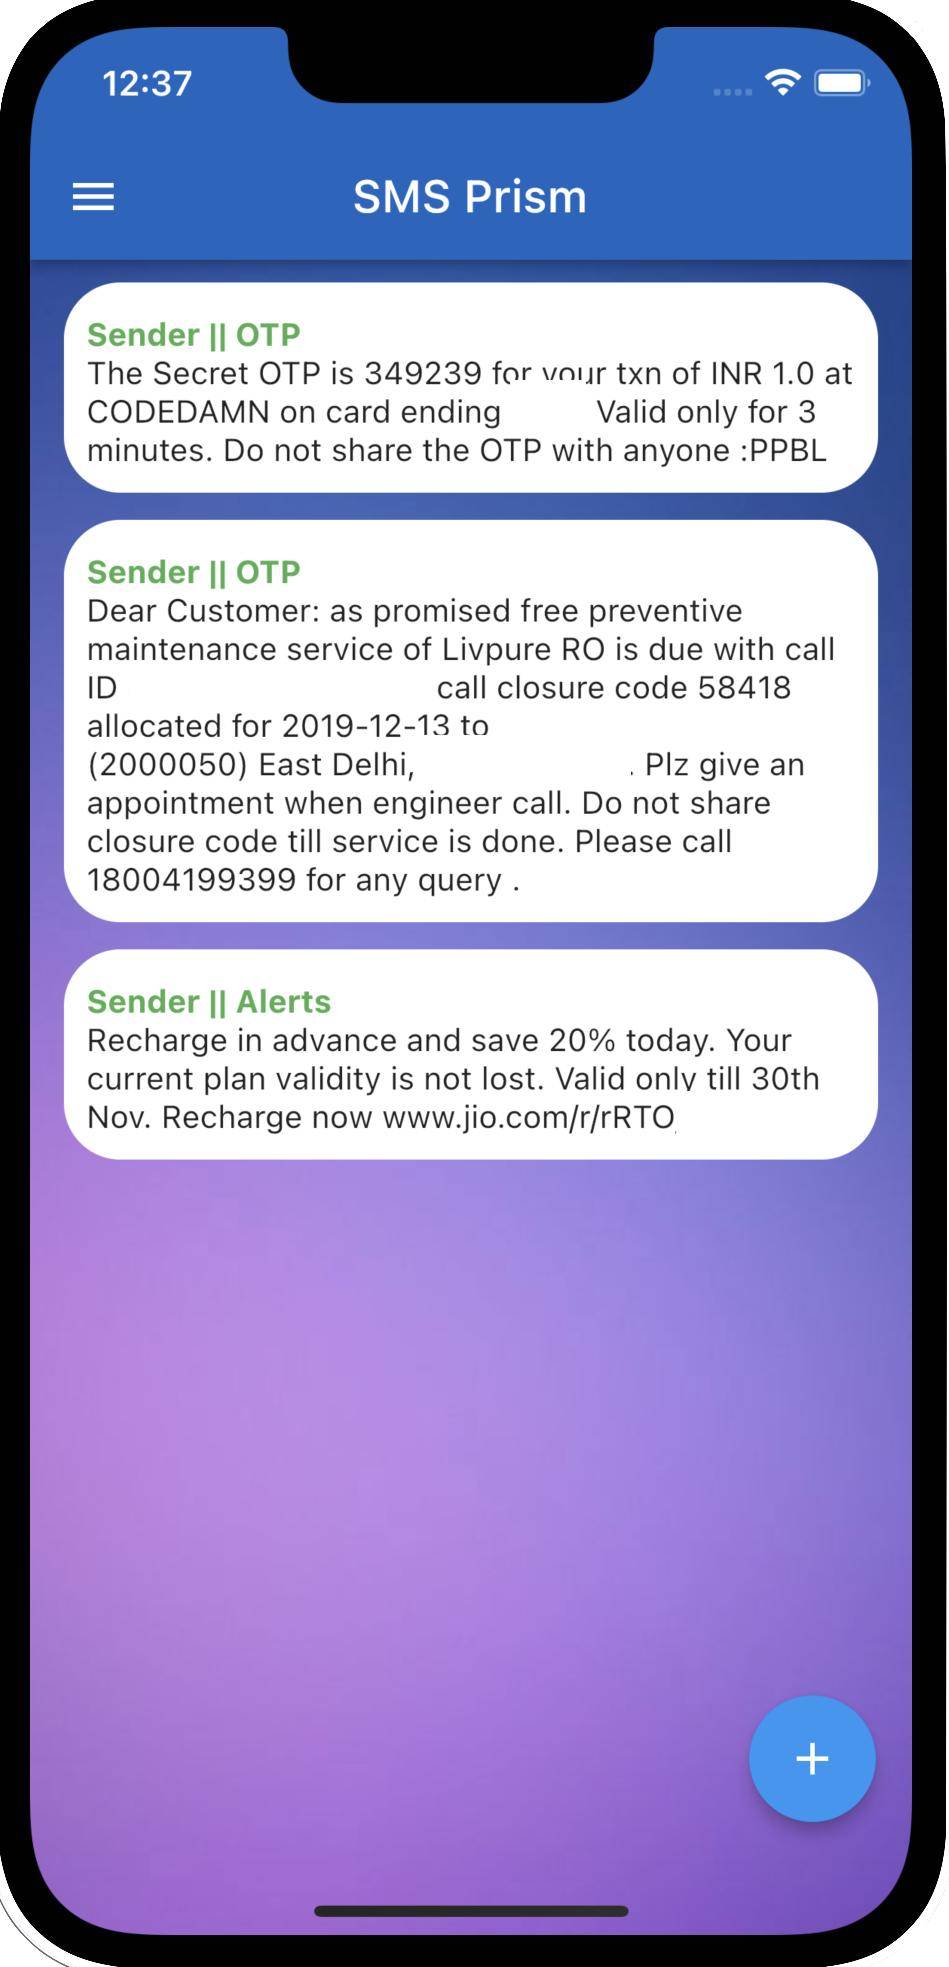 12:37
SMS Prism
Sender || OTP
The Secret OTP is 349239 for your txn of INR 1.0 at
CODEDAMN on card ending Valid only for 3
minutes. Do not share the OTP with anyone :PPBL
Sender || OTP
Dear Customer: as promised free preventive
maintenance service of Livpure RO is due with call
ID call closure code 58418
allocated for 2019-12-13 to
(2000050) East Delhi, . Plz give an
appointment when engineer call. Do not share
closure code till service is done. Please call
18004199399 for any query .
Sender || Alerts
Recharge in advance and save 20% today. Your
current plan validity is not lost. Valid only till 30th
Nov. Recharge now www.jio.com/r/rRTO